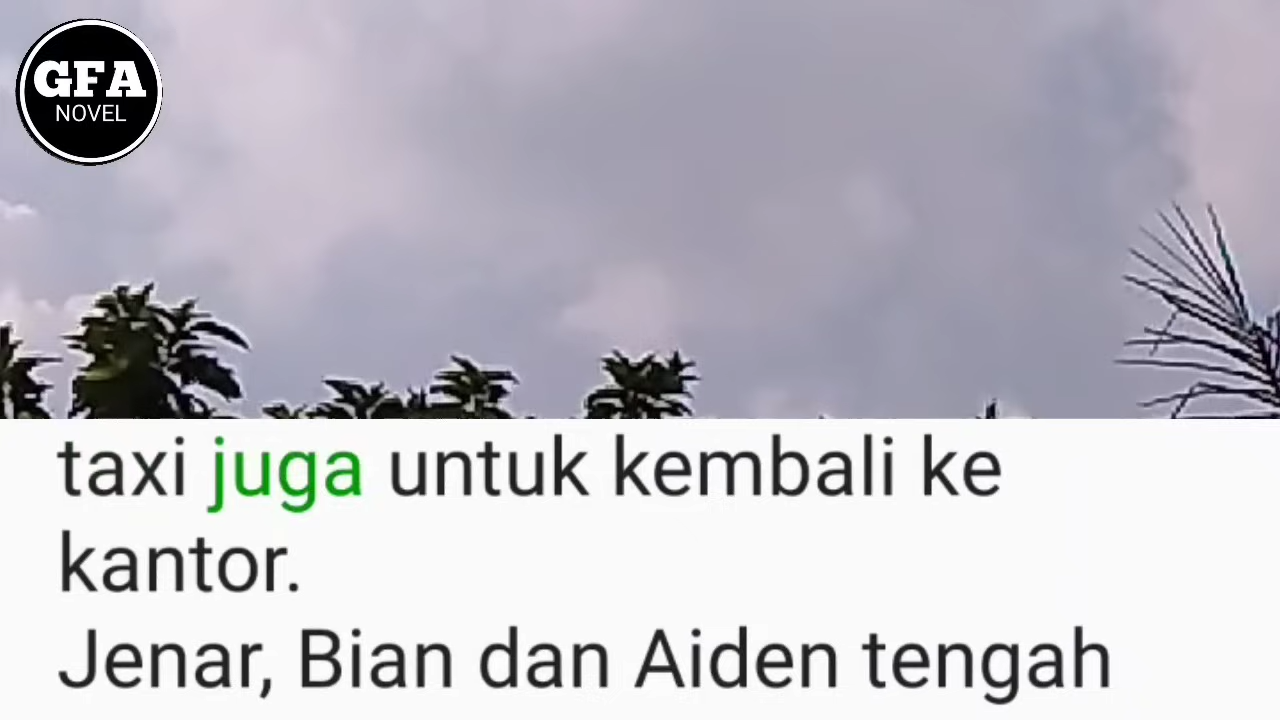 GFA
NOVEL
taxi juga untuk kembali ke
kantor.
Jenar, Bian dan Aiden tengah